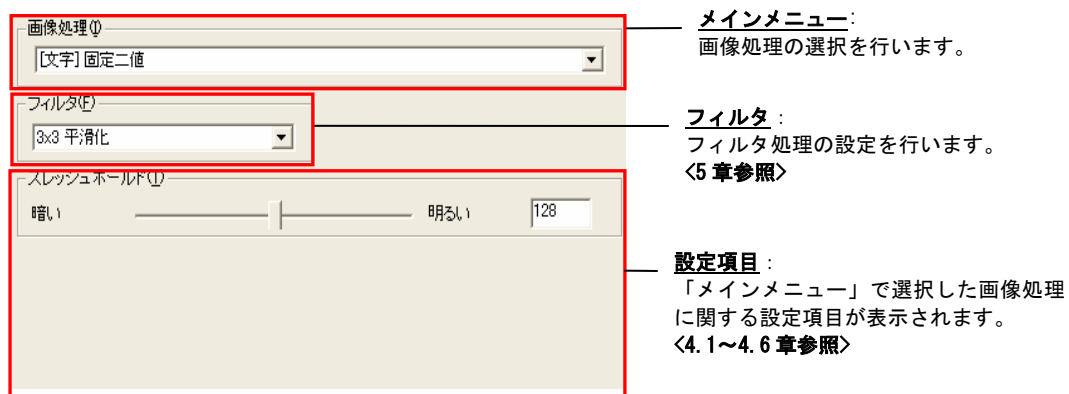 画像処理(I)
[文字] 固定二値
フィルタ(F)
3x3 平滑化
スレッシュホールド(T)
暗い 明るい 128
メインメニュー:
画像処理の選択を行います。
フィルタ:
フィルタ処理の設定を行います。
<5 章参照>
設定項目:
「メインメニュー」で選択した画像処理
に関する設定項目が表示されます。
<4.1～4.6 章参照>